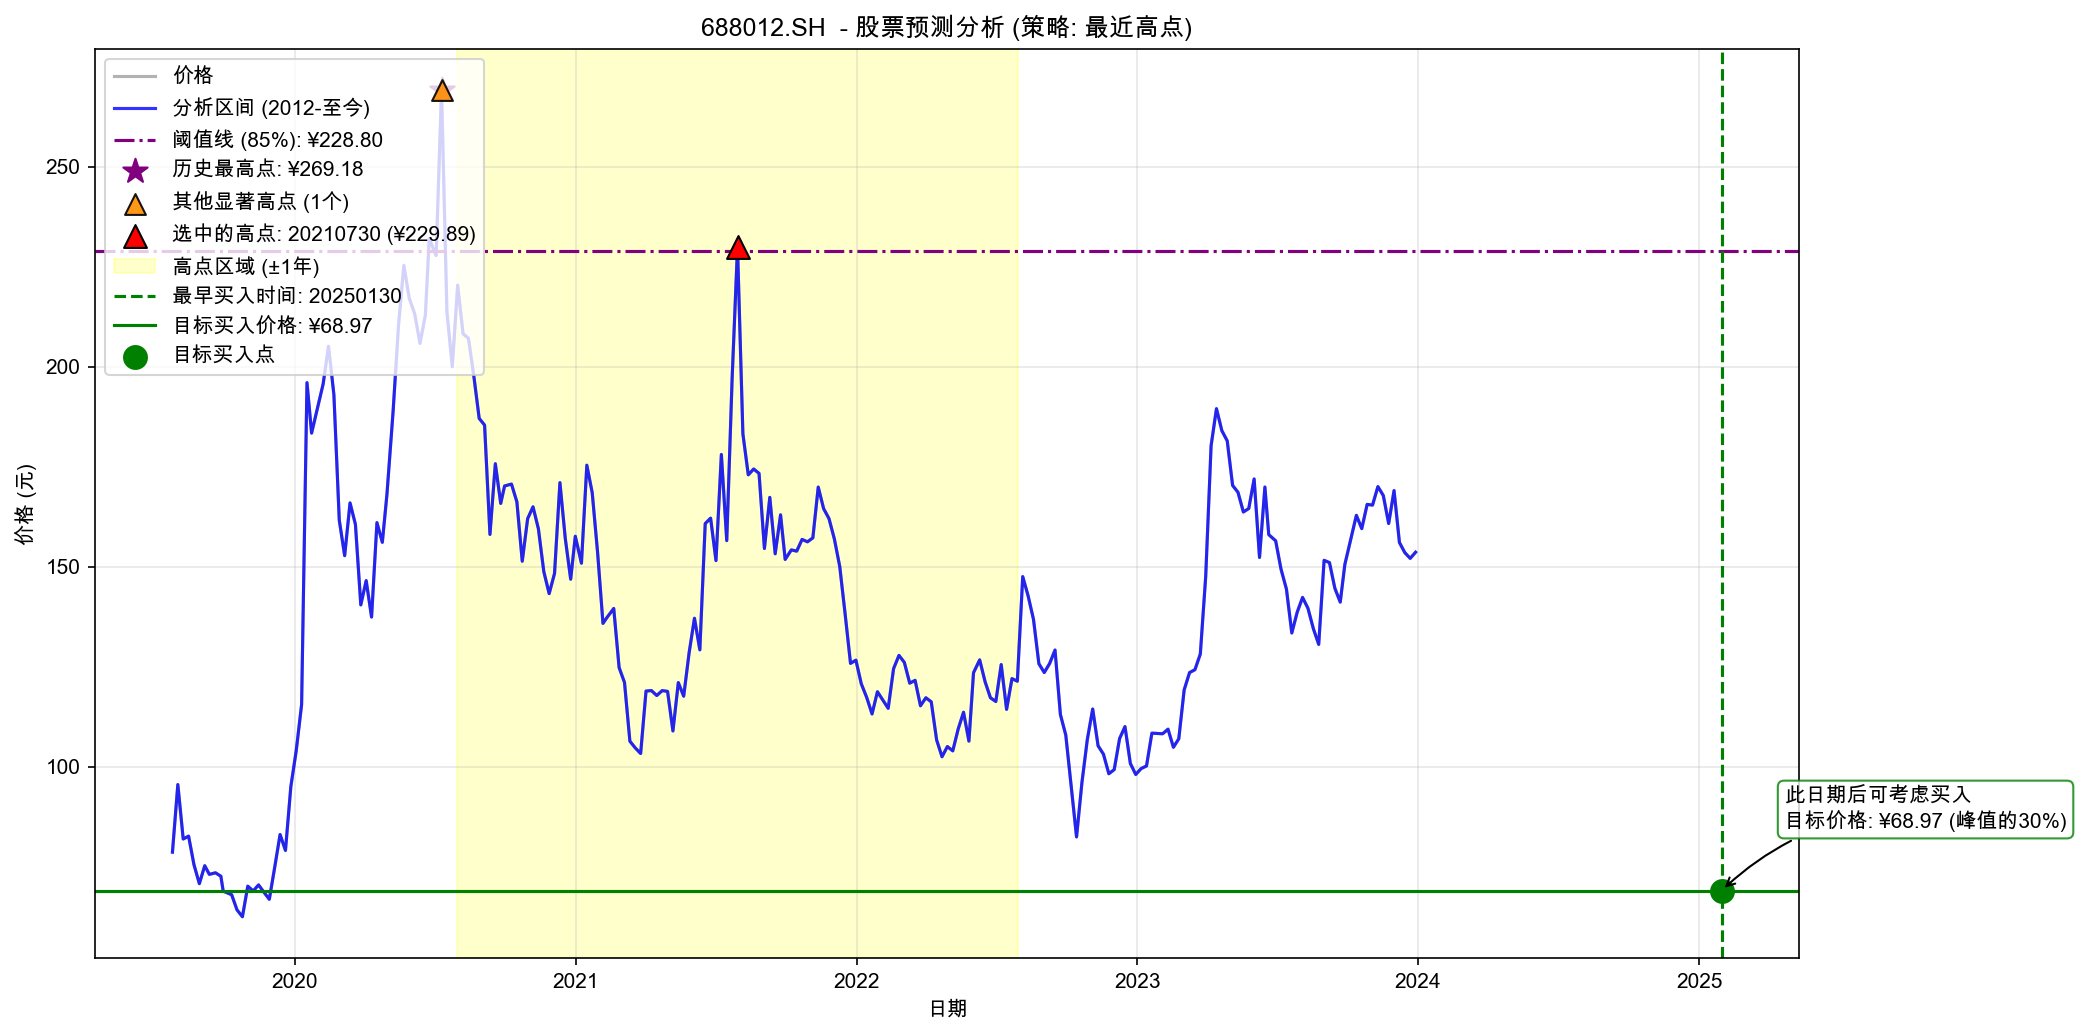 688012.SH - 股票预测分析 (策略: 最近高点)
价格
分析区间 (2012-至今)
阈值线 (85%): ¥228.80
历史最高点: ¥269.18
其他显著高点 (1个)
选中的高点: 20210730 (¥229.89)
高点区域 (±1年)
最早买入时间: 20250130
目标买入价格: ¥68.97
目标买入点
价格 (元)
250
200
150
100
此日期后可考虑买入
目标价格: ¥68.97 (峰值的30%)
2020
2021
2022
2023
2024
2025
日期